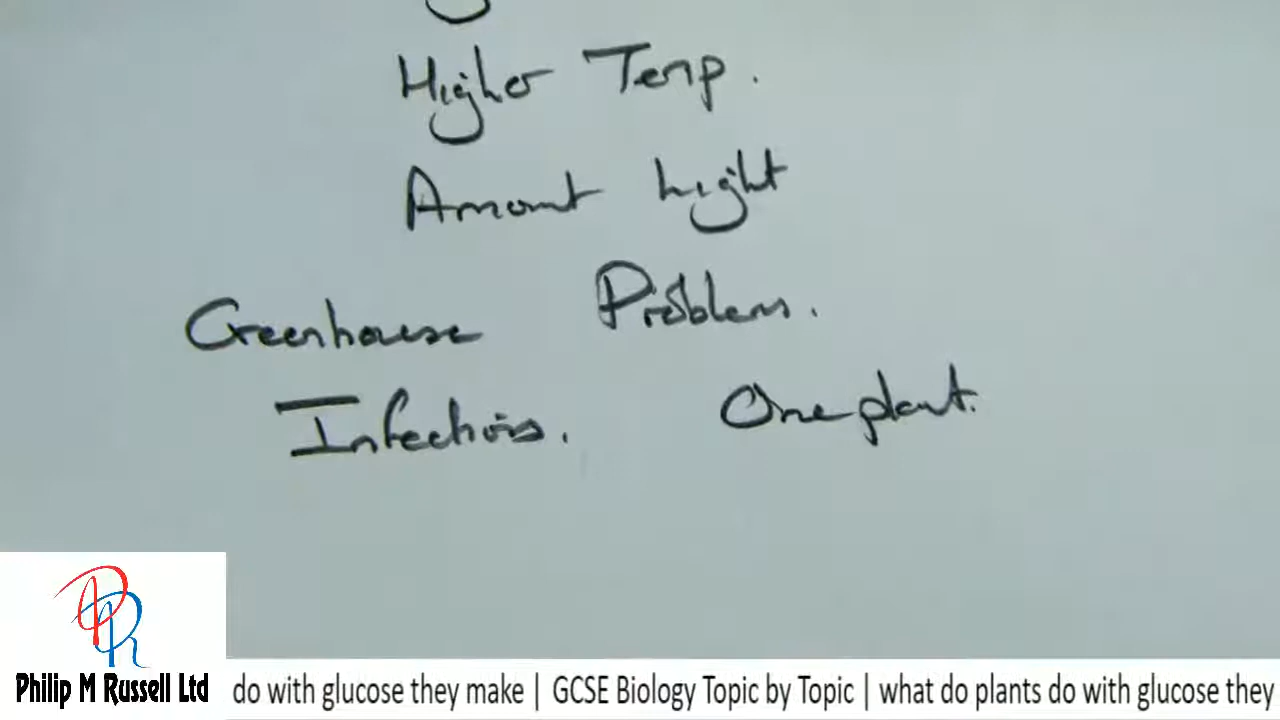 Higher Temp.
Amount Light
Greenhouse Problems.
Infections. One plant.
Philip M Russell Ltd
do with glucose they make | GCSE Biology Topic by Topic | what do plants do with glucose they